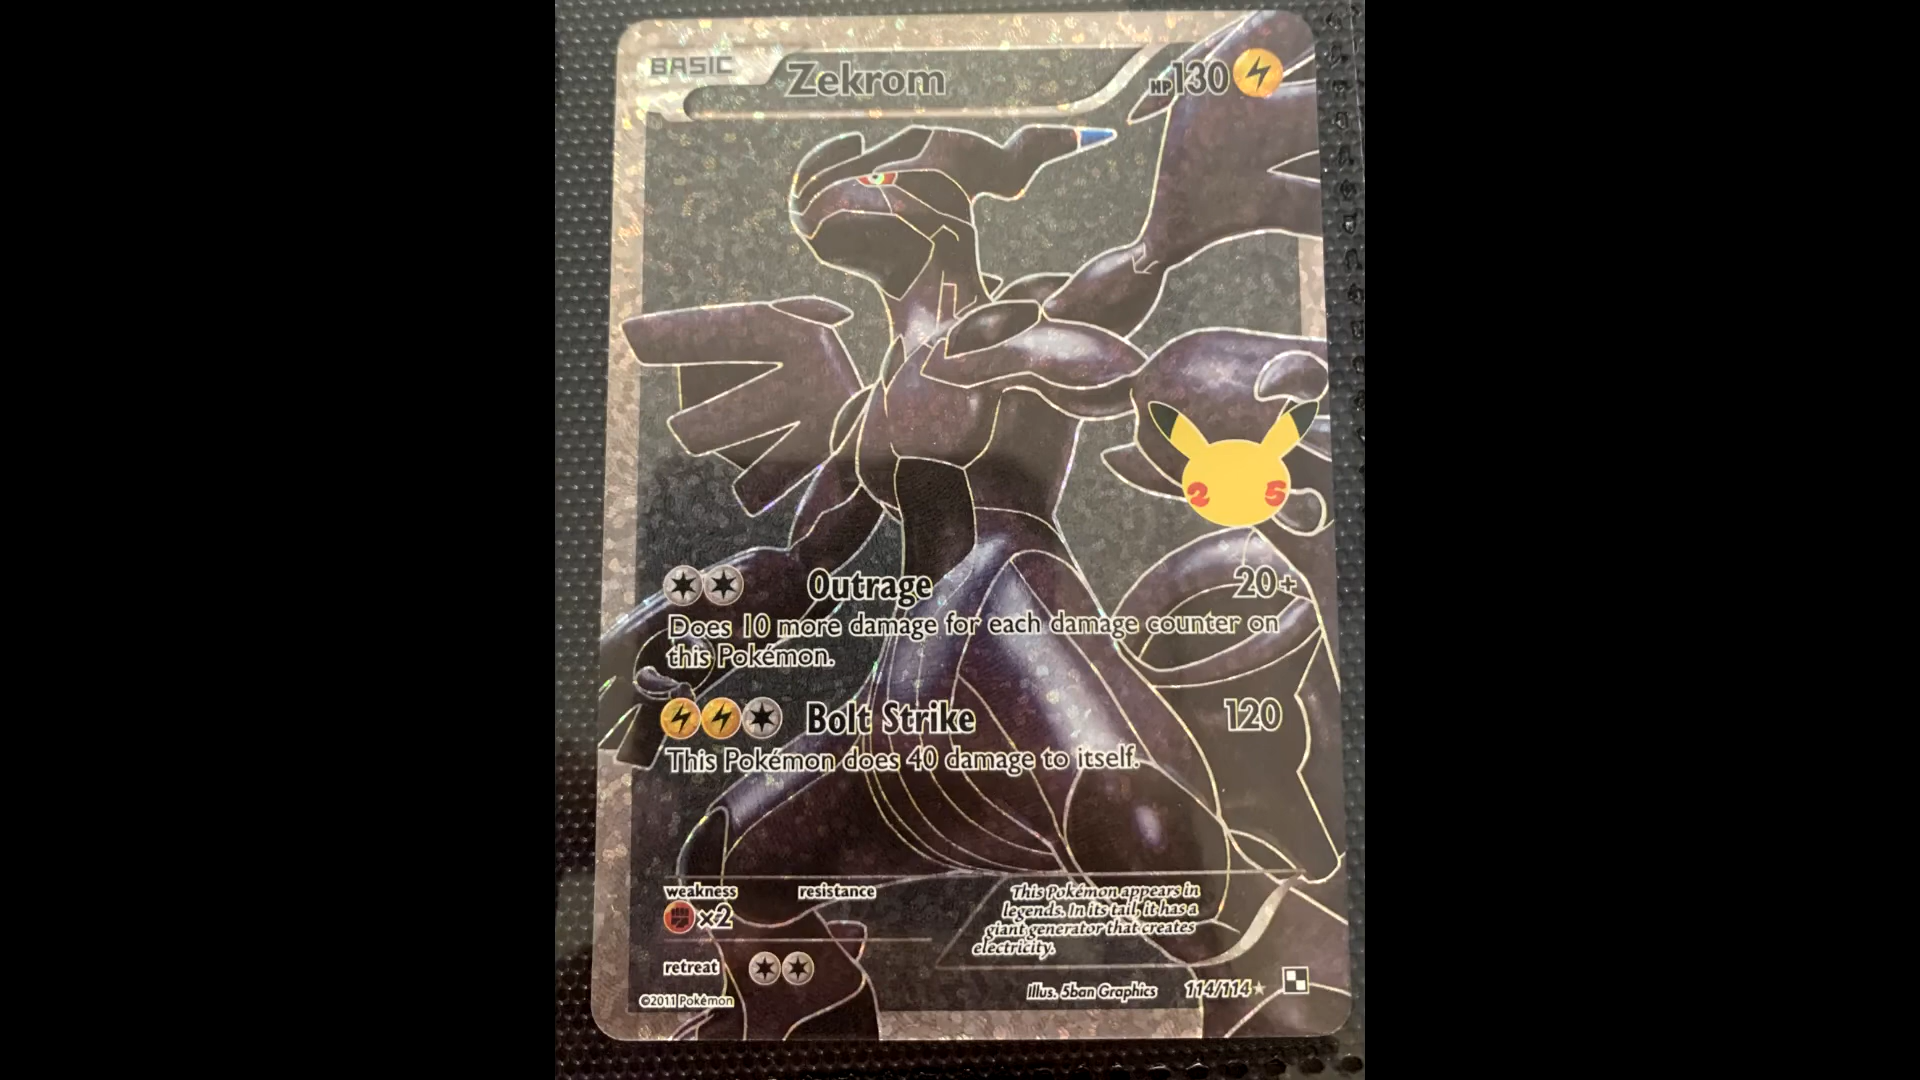 BASIC Zekrom HP130
2 5
Outrage 20+
Does 10 more damage for each damage counter on
this Pokémon.
Bolt Strike 120
This Pokémon does 40 damage to itself.
weakness resistance
x2
retreat
This Pokémon appears in
legends. In its tail, it has a
giant generator that creates
electricity.
©2011 Pokémon
Illus. 5ban Graphics 114/114★